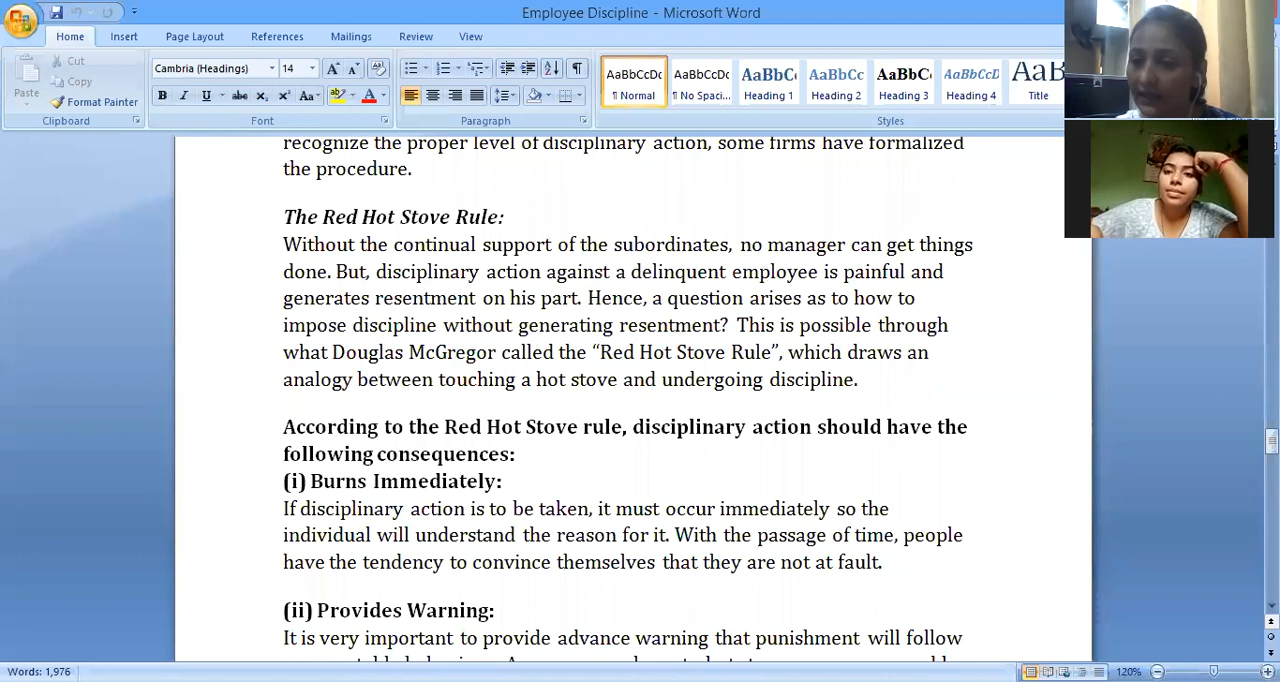 Employee Discipline - Microsoft Word
Home Insert Page Layout References Mailings Review View
Cut
Copy
Paste
Format Painter
Clipboard
Cambria (Headings) 14
Font
Paragraph
AaBbCcDc AaBbCcDc AaBbC AaBbCc AaBbCc AaBbCcD AaB
¶ Normal ¶ No Spaci... Heading 1 Heading 2 Heading 3 Heading 4 Title
Styles
recognize the proper level of disciplinary action, some firms have formalized
the procedure.
The Red Hot Stove Rule:
Without the continual support of the subordinates, no manager can get things
done. But, disciplinary action against a delinquent employee is painful and
generates resentment on his part. Hence, a question arises as to how to
impose discipline without generating resentment? This is possible through
what Douglas McGregor called the “Red Hot Stove Rule”, which draws an
analogy between touching a hot stove and undergoing discipline.
According to the Red Hot Stove rule, disciplinary action should have the
following consequences:
(i) Burns Immediately:
If disciplinary action is to be taken, it must occur immediately so the
individual will understand the reason for it. With the passage of time, people
have the tendency to convince themselves that they are not at fault.
(ii) Provides Warning:
It is very important to provide advance warning that punishment will follow
Words: 1,976
120%